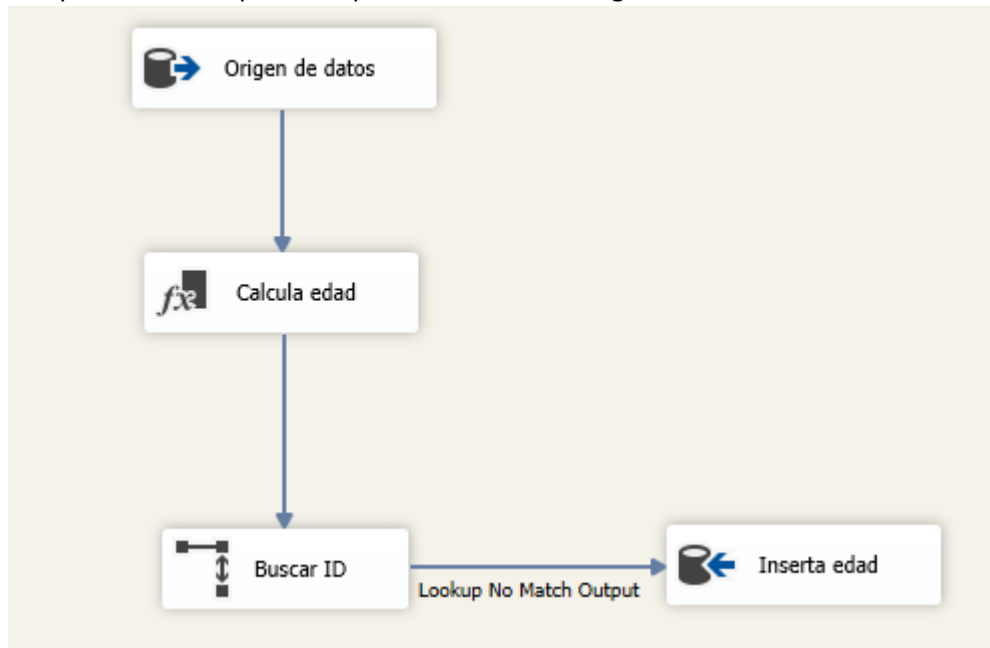 Origen de datos
Calcula edad
Buscar ID
Lookup No Match Output
Inserta edad